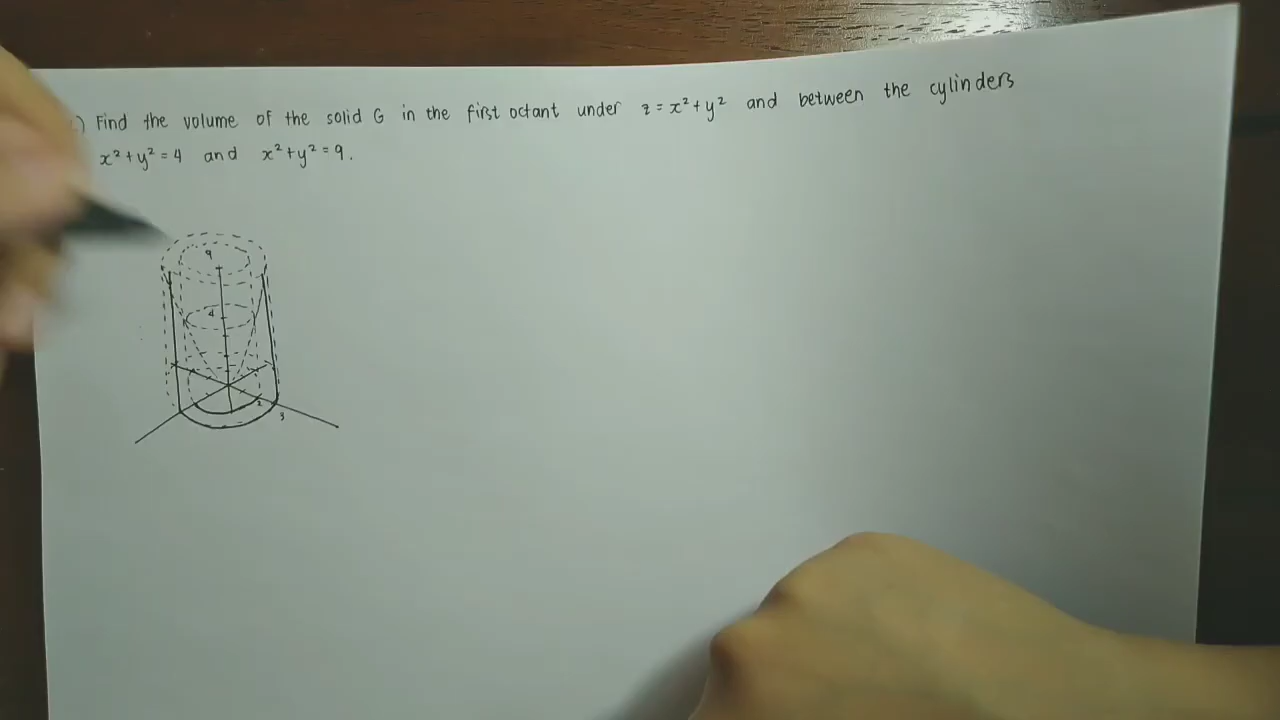 ) Find the volume of the solid G in the first octant under z = x² + y² and between the cylinders
x² + y² = 4 and x² + y² = 9.
9
4
2
3